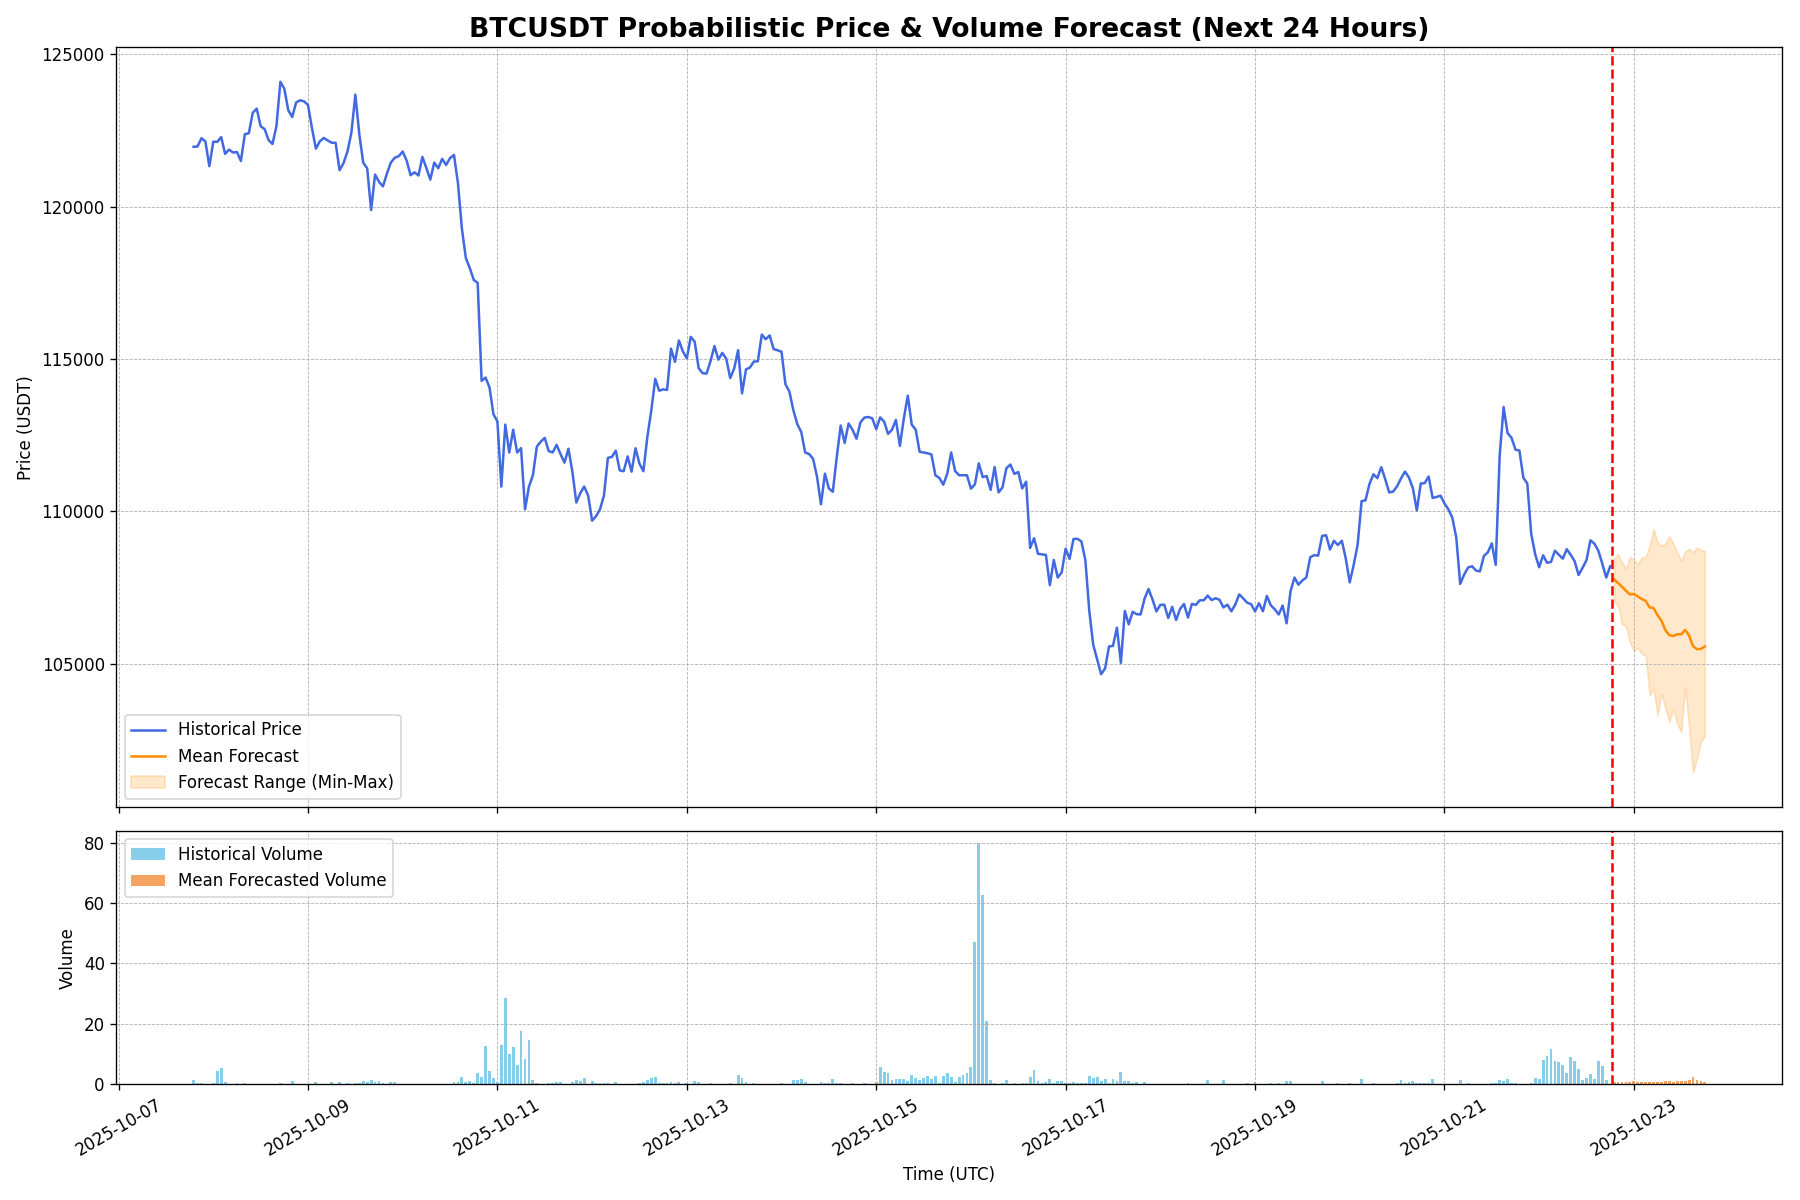 BTCUSDT Probabilistic Price & Volume Forecast (Next 24 Hours)
125000
120000
115000
110000
105000
Price (USDT)
Historical Price
Mean Forecast
Forecast Range (Min-Max)
80
60
40
20
0
Volume
Historical Volume
Mean Forecasted Volume
2025-10-07
2025-10-09
2025-10-11
2025-10-13
2025-10-15
2025-10-17
2025-10-19
2025-10-21
2025-10-23
Time (UTC)